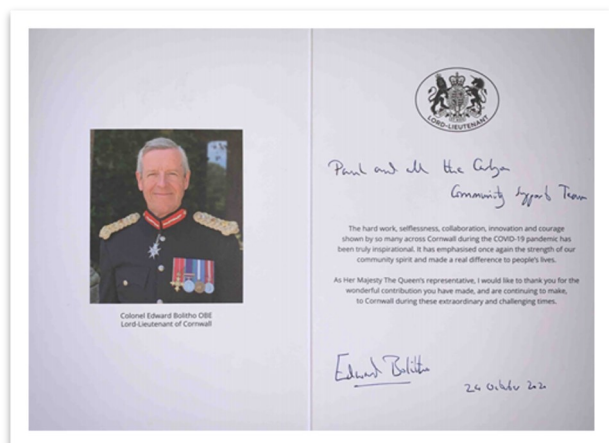 Colonel Edward Bolitho OBE
Lord-Lieutenant of Cornwall
LORD-LIEUTENANT
Paul and all the
Community Support Team
The hard work, selflessness, collaboration, innovation and courage
shown by so many across Cornwall during the COVID-19 pandemic has
been truly inspirational. It has emphasised once again the strength of our
community spirit and made a real difference to people's lives.
As Her Majesty The Queen's representative, I would like to thank you for the
wonderful contribution you have made, and are continuing to make,
to Cornwall during these extraordinary and challenging times.
Edward Bolitho
24 October 2020